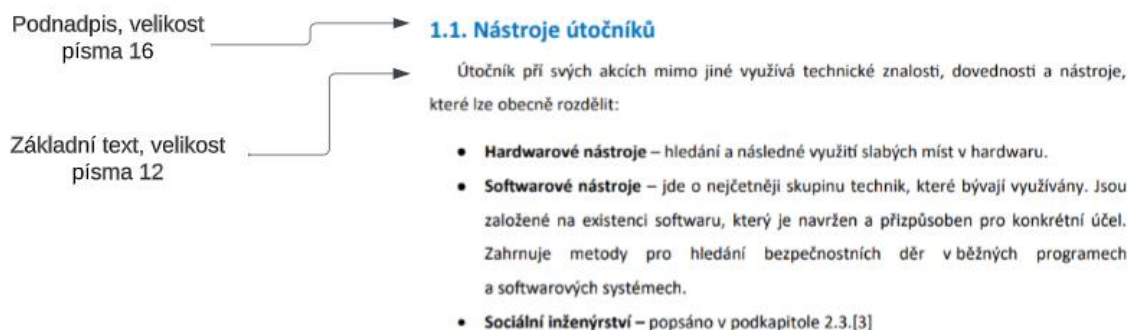 Podnadpis, velikost
písma 16
1.1. Nástroje útočníků
Útočník pří svých akcích mimo jiné využívá technické znalosti, dovednosti a nástroje,
které lze obecně rozdělit:
Základní text, velikost
písma 12
• Hardwarové nástroje – hledání a následné využití slabých míst v hardwaru.
• Softwarové nástroje – jde o nejčetněji skupinu technik, které bývají využívány. Jsou
založené na existenci softwaru, který je navržen a přizpůsoben pro konkrétní účel.
Zahrnuje metody pro hledání bezpečnostních děr v běžných programech
a softwarových systémech.
• Sociální inženýrství – popsáno v podkapitole 2.3.[3]